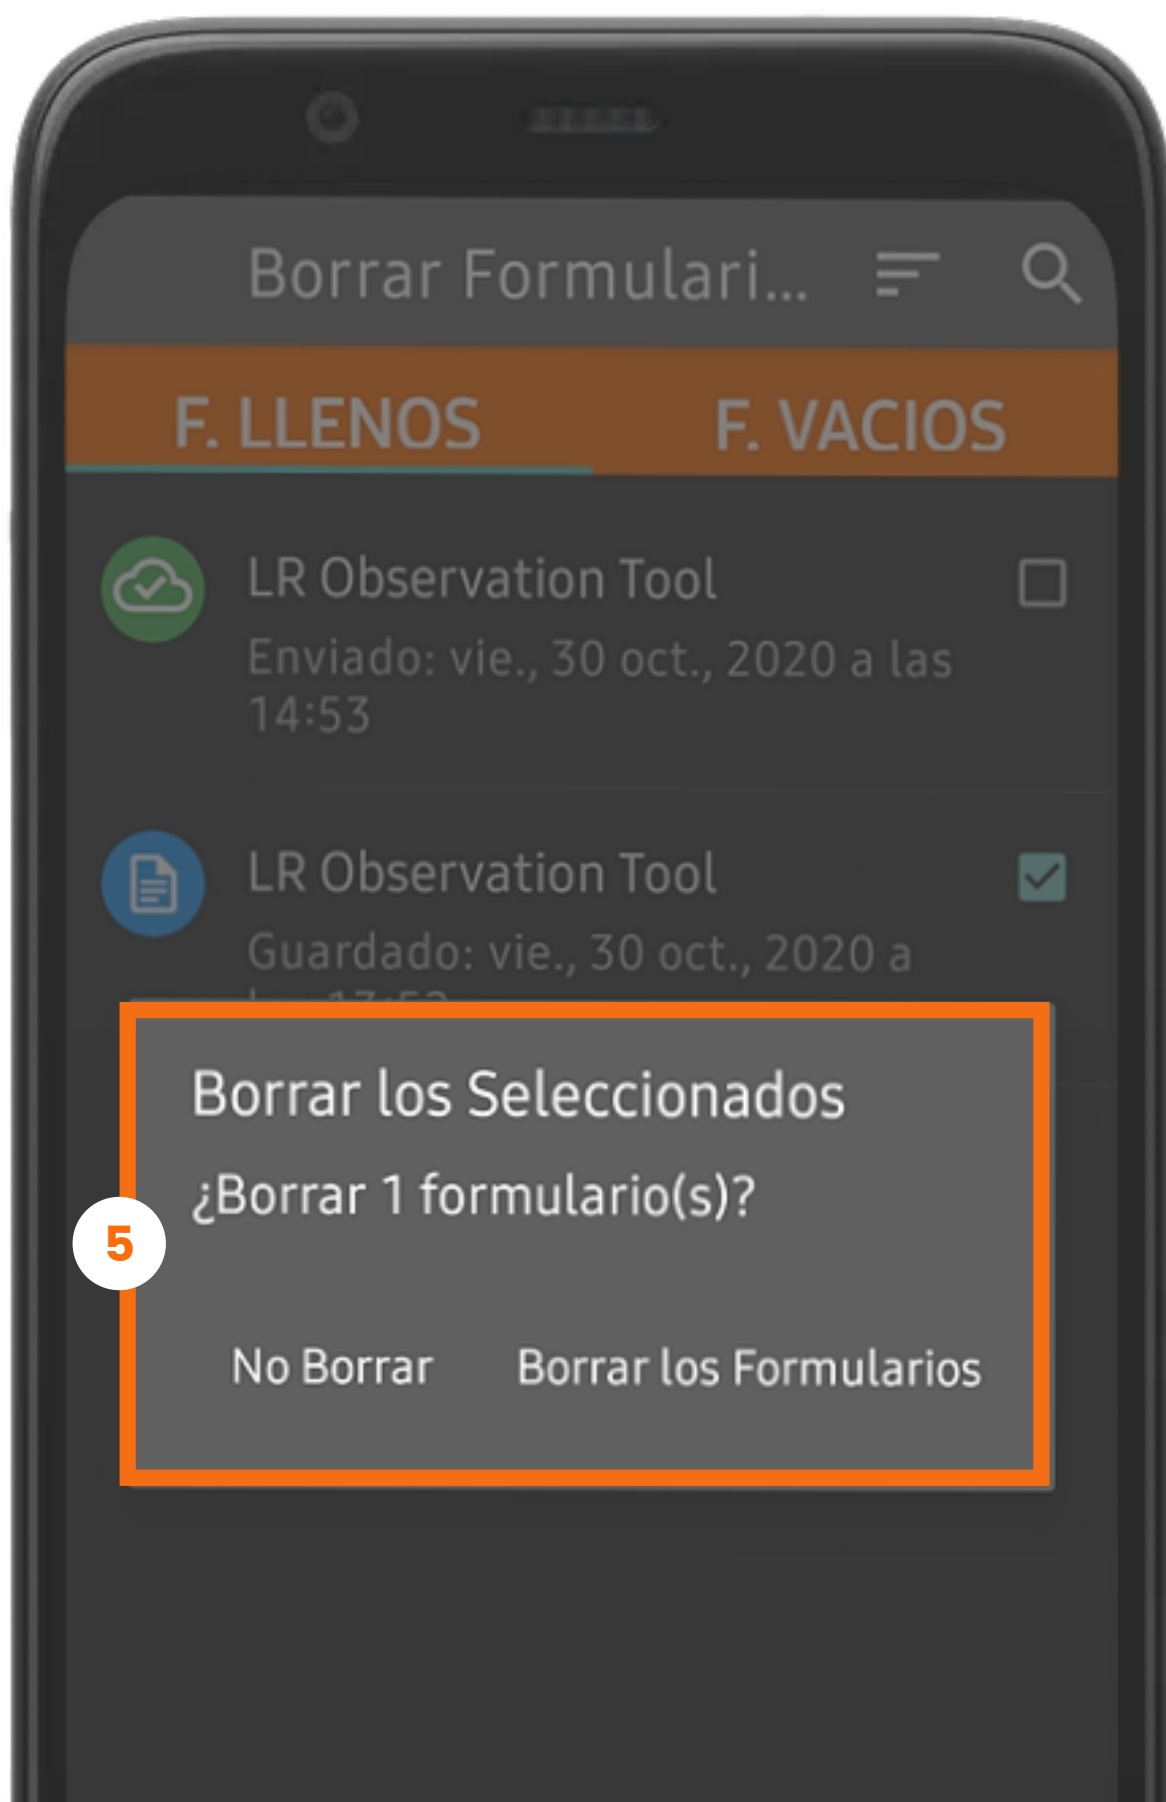 Borrar Formulari...
F. LLENOS
F. VACIOS
LR Observation Tool
Enviado: vie., 30 oct., 2020 a las
14:53
LR Observation Tool
Guardado: vie., 30 oct., 2020 a
Borrar los Seleccionados
¿Borrar 1 formulario(s)?
5
No Borrar
Borrar los Formularios